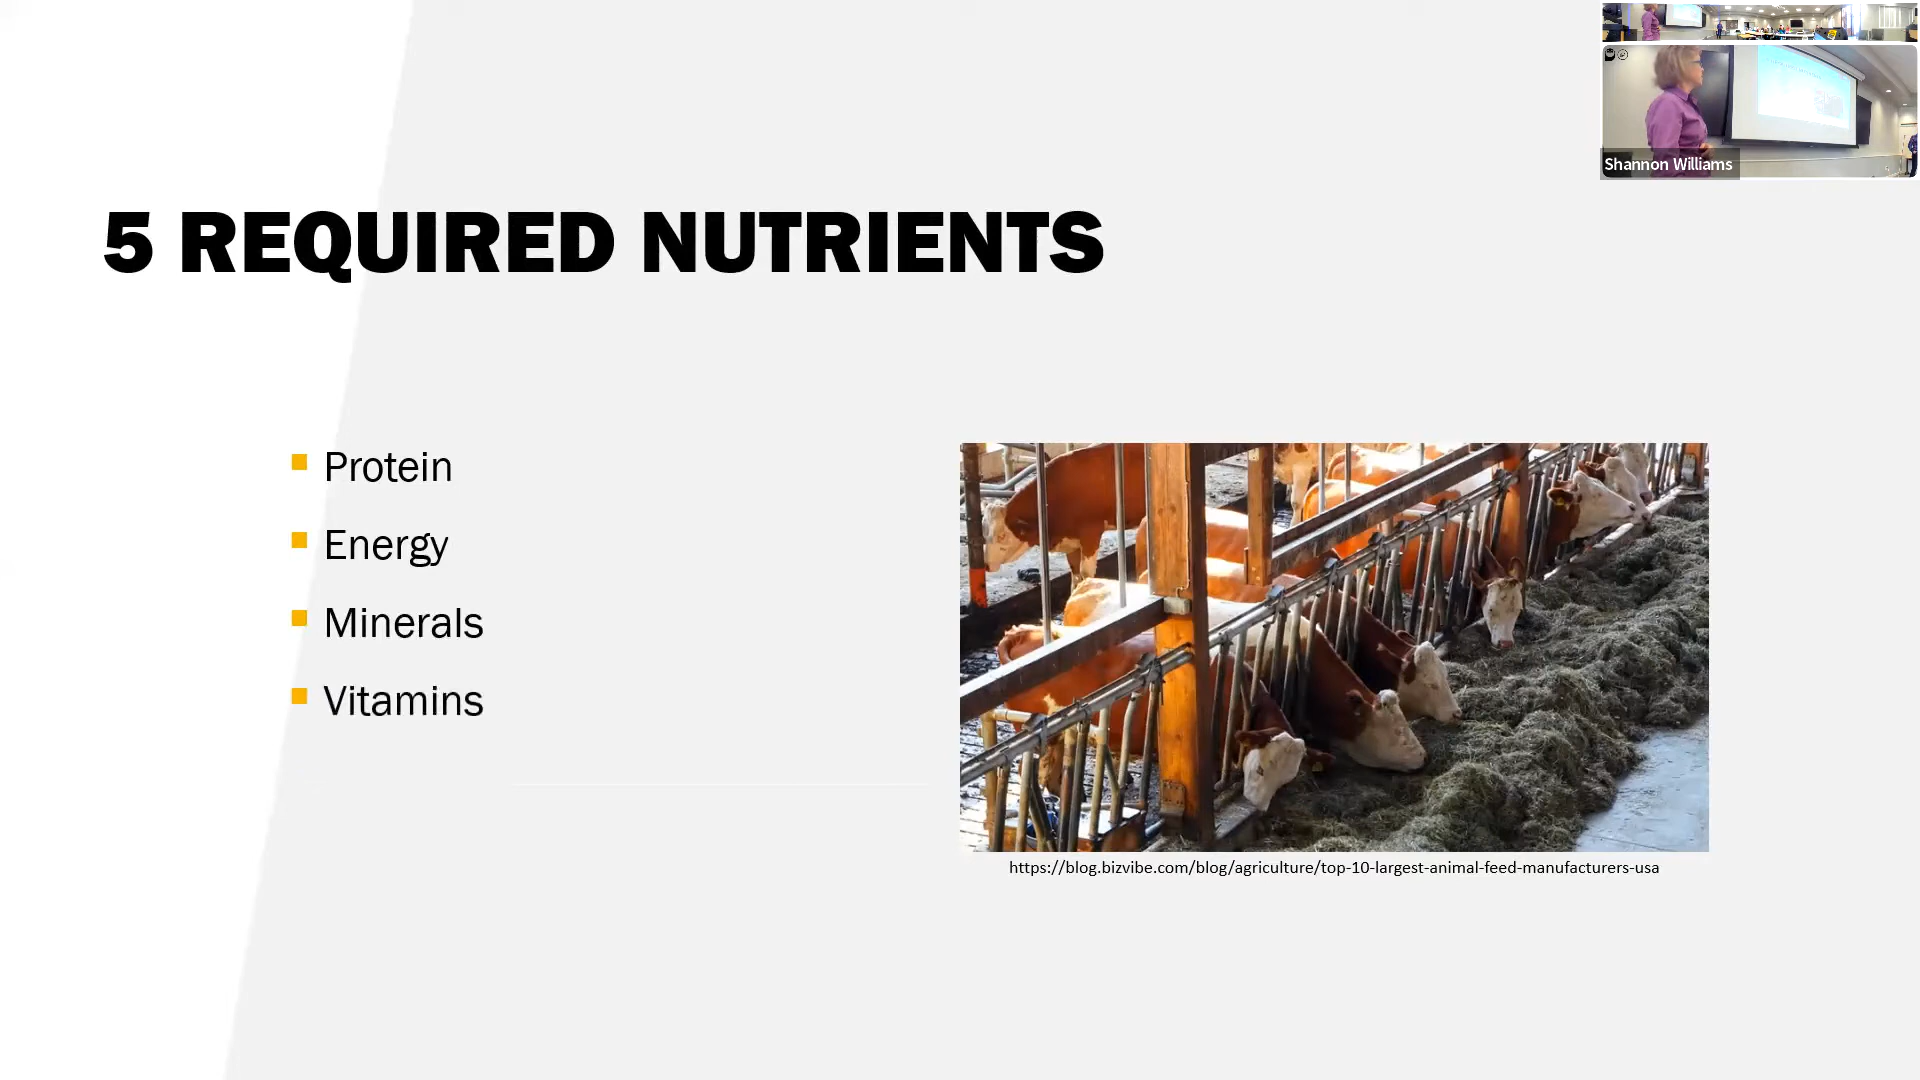 Shannon Williams
5 REQUIRED NUTRIENTS
Protein
Energy
Minerals
Vitamins
https://blog.bizvibe.com/blog/agriculture/top-10-largest-animal-feed-manufacturers-usa